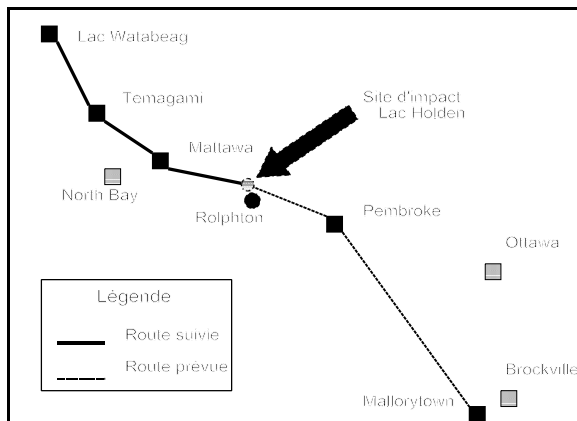 Lac Watabeag
Temagami
Site d'impact
Lac Holden
Mattawa
North Bay
Rolphton
Pembroke
Ottawa
Légende
Route suivie
Route prévue
Brockville
Mallorytown